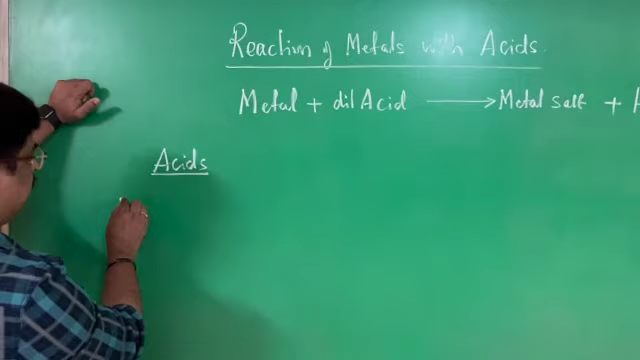 Reaction of Metals with Acids
Metal + dil Acid → Metal salt + H
Acids